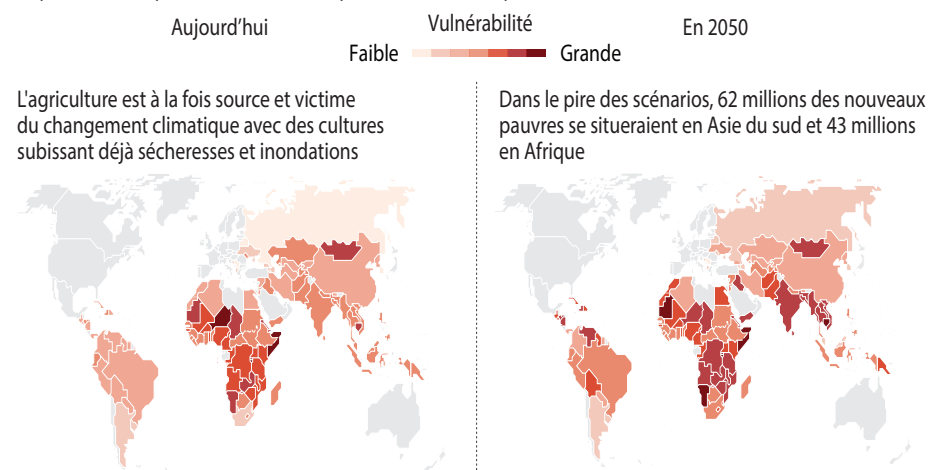 Aujourd'hui
Vulnérabilité
En 2050
Faible
Grande
L'agriculture est à la fois source et victime
du changement climatique avec des cultures
subissant déjà sécheresses et inondations
Dans le pire des scénarios, 62 millions des nouveaux
pauvres se situeraient en Asie du sud et 43 millions
en Afrique